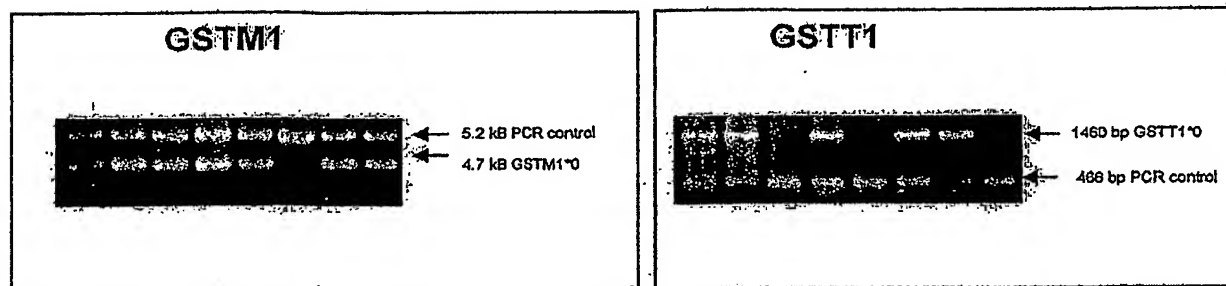 GSTM1
5.2 kB PCR control
4.7 kB GSTM1*0
GSTT1
1460 bp GSTT1*0
466 bp PCR control